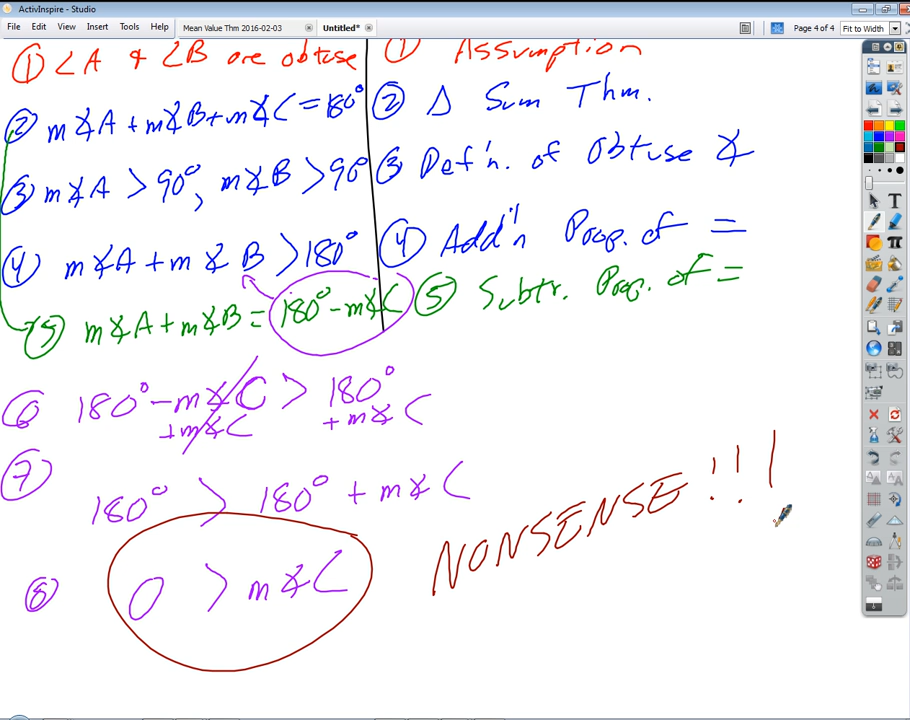 ActivInspire - Studio
File Edit View Insert Tools Help Mean Value Thm 2016-02-03 Untitled* Page 4 of 4 Fit to Width
① ∠A & ∠B are obtuse ① Assumption
② m∡A + m∡B + m∡C = 180° ② Δ Sum Thm.
③ m∡A > 90°, m∡B > 90° ③ Def'n. of Obtuse ∡
④ m∡A + m∡B > 180° ④ Add'n Prop. of =
⑤ m∡A + m∡B = 180° - m∡C ⑤ Subtr. Prop. of =
⑥ 180° - m∡C > 180°
+m∡C +m∡C
⑦ 180° > 180° + m∡C
NONSENSE!!!
⑧ 0 > m∡C